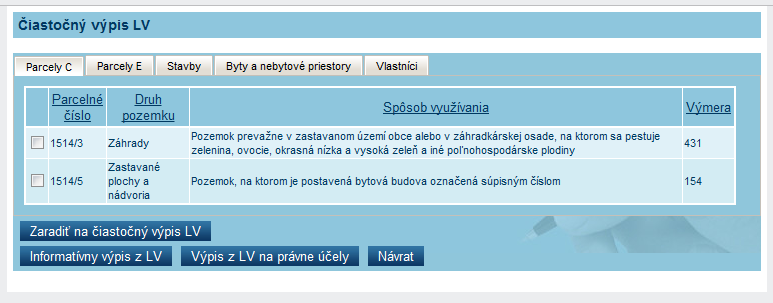 Čiastočný výpis LV
Parcely C
Parcely E
Stavby
Byty a nebytové priestory
Vlastníci
Parcelné
číslo
Druh
pozemku
Spôsob využívania
Výmera
1514/3
Záhrady
Pozemok prevažne v zastavanom území obce alebo v záhradkárskej osade, na ktorom sa pestuje
zelenina, ovocie, okrasná nízka a vysoká zeleň a iné poľnohospodárske plodiny
431
1514/5
Zastavané
plochy a
nádvoria
Pozemok, na ktorom je postavená bytová budova označená súpisným číslom
154
Zaradiť na čiastočný výpis LV
Informatívny výpis z LV
Výpis z LV na právne účely
Návrat